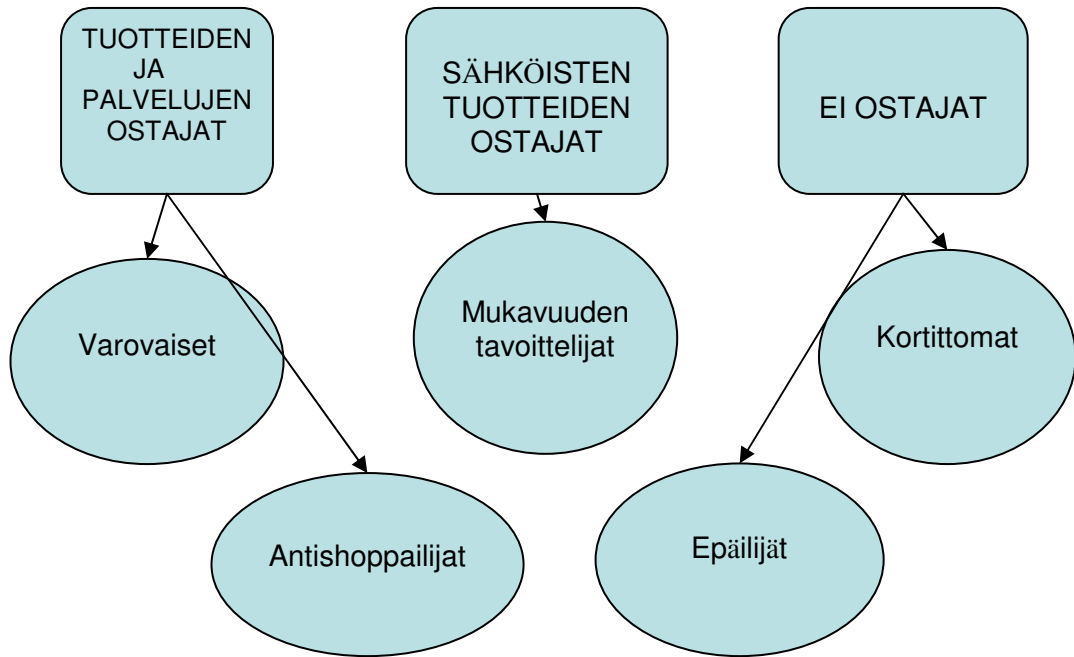 TUOTTEIDEN
JA
PALVELUJEN
OSTAJAT
SÄHKÖISTEN
TUOTTEIDEN
OSTAJAT
EI OSTAJAT
Varovaiset
Mukavuuden
tavoittelijat
Kortittomat
Antishoppailijat
Epäilijät